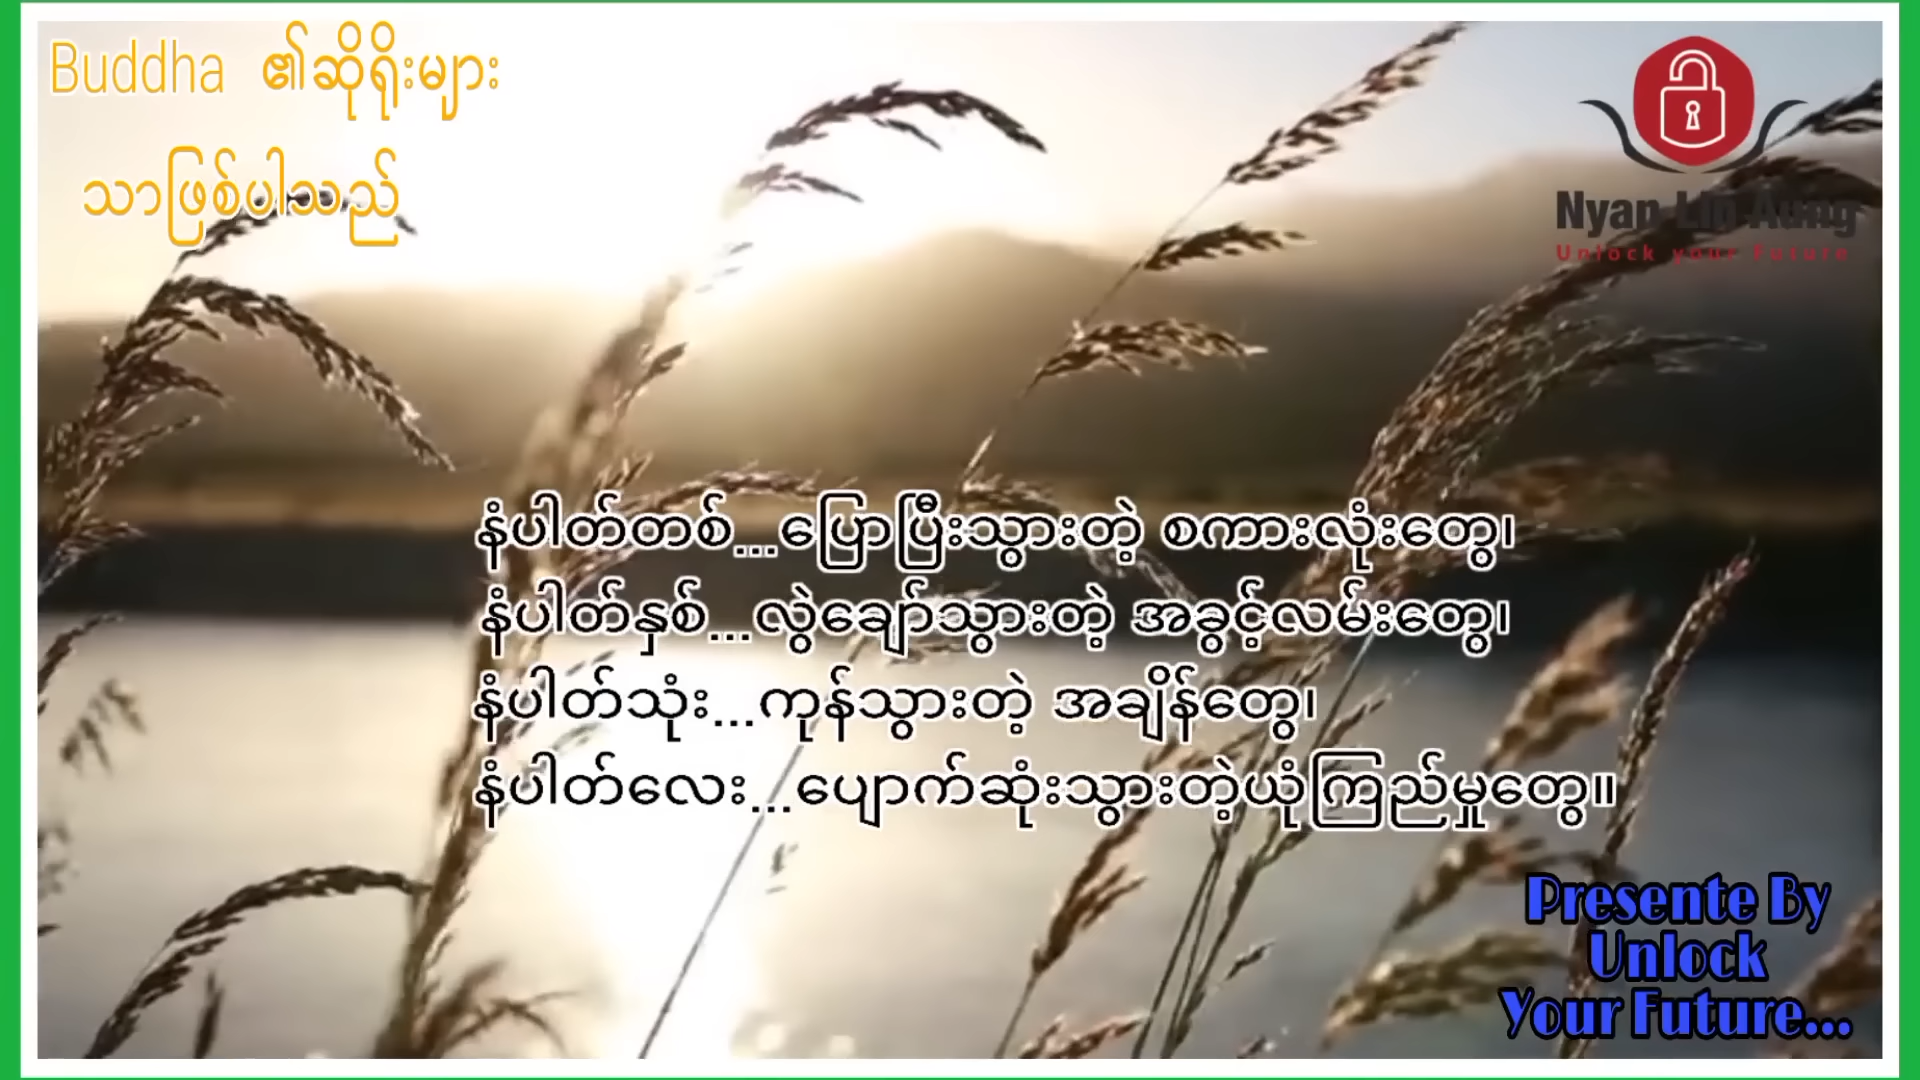 Buddha ၏ဆိုရိုးများ
သာဖြစ်ပါသည်
Nyan Lin Aung
Unlock your Future
နံပါတ်တစ်...ပြောပြီးသွားတဲ့ စကားလုံးတွေ၊
နံပါတ်နှစ်...လွဲချော်သွားတဲ့ အခွင့်လမ်းတွေ၊
နံပါတ်သုံး...ကုန်သွားတဲ့ အချိန်တွေ၊
နံပါတ်လေး...ပျောက်ဆုံးသွားတဲ့ယုံကြည်မှုတွေ။
Presente By
Unlock
Your Future...